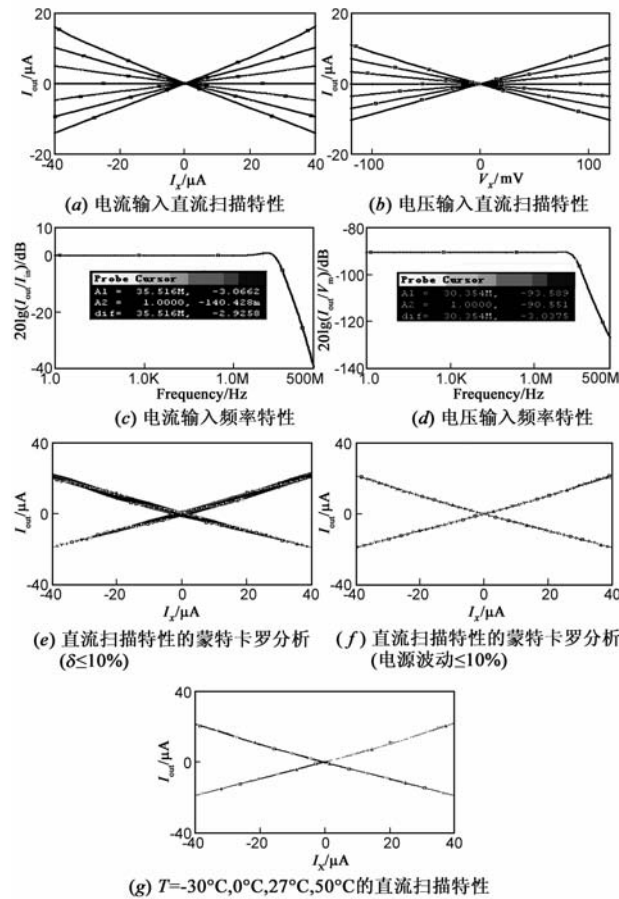 20
0
-20
I_out/μA
-40 -20 0 20 40
I_x/μA
(a) 电流输入直流扫描特性
20
0
20
I_out/μA
-100 0 100
V_x/mV
(b) 电压输入直流扫描特性
10
0
-20
-40
20lg(I_out/I_in)/dB
Probe Cursor
A1 = 35.516M, -3.0662
A2 = 1.0000, -140.428m
dif= 35.516M, -2.9258
1.0 1.0K 1.0M 500M
Frequency/Hz
(c) 电流输入频率特性
-80
-100
-120
-140
20lg(I_out/V_in)/dB
Probe Cursor
A1 = 30.354M, -93.589
A2 = 1.0000, -90.551
dif= 30.354M, -3.0375
1.0 1.0K 1.0M 500M
Frequency/Hz
(d) 电压输入频率特性
40
0
-40
I_out/μA
-40 -20 0 20 40
I_x/μA
(e) 直流扫描特性的蒙特卡罗分析
(δ≤10%)
40
0
-40
I_out/μA
-40 -20 0 20 40
I_x/μA
(f) 直流扫描特性的蒙特卡罗分析
(电源波动≤10%)
40
0
-40
I_out/μA
-40 -20 0 20 40
I_x/μA
(g) T=-30°C,0°C,27°C,50°C的直流扫描特性